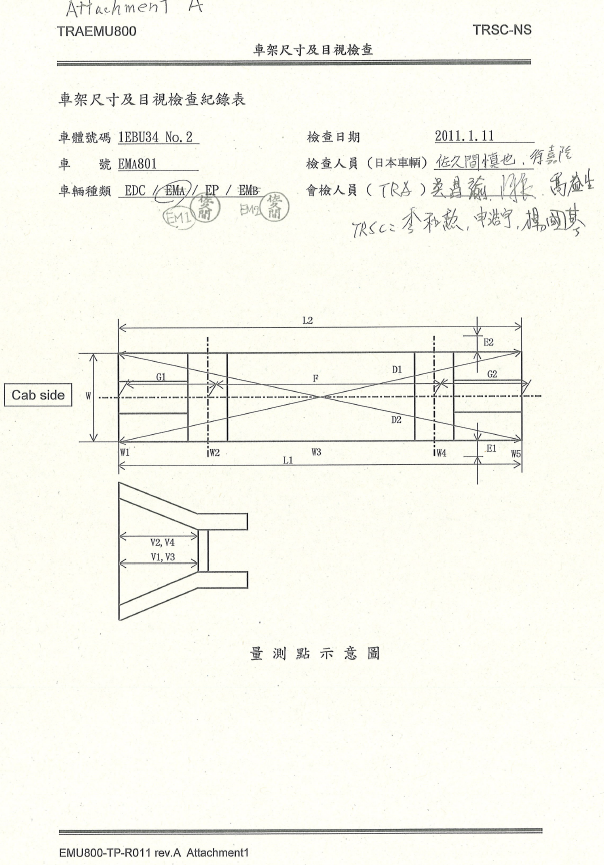 Attachment A
TRAEMU800 TRSC-NS
車架尺寸及目視檢查
車架尺寸及目視檢查紀錄表
車體號碼 1EBU34 No.2 檢查日期 2011.1.11
車 號 EMA801 檢查人員 (日本車輛) 佐久間慎也, 徐嘉陞
車輛種類 EDC / EMA / EP / EMB 會檢人員 (TRA)
EM1 EM2
TRSC:
L2
E2
G1 F D1 G2
Cab side W
D2
W1 W2 W3 W4 E1 W5
L1
V2, V4
V1, V3
量測點示意圖
EMU800-TP-R011 rev.A Attachment1